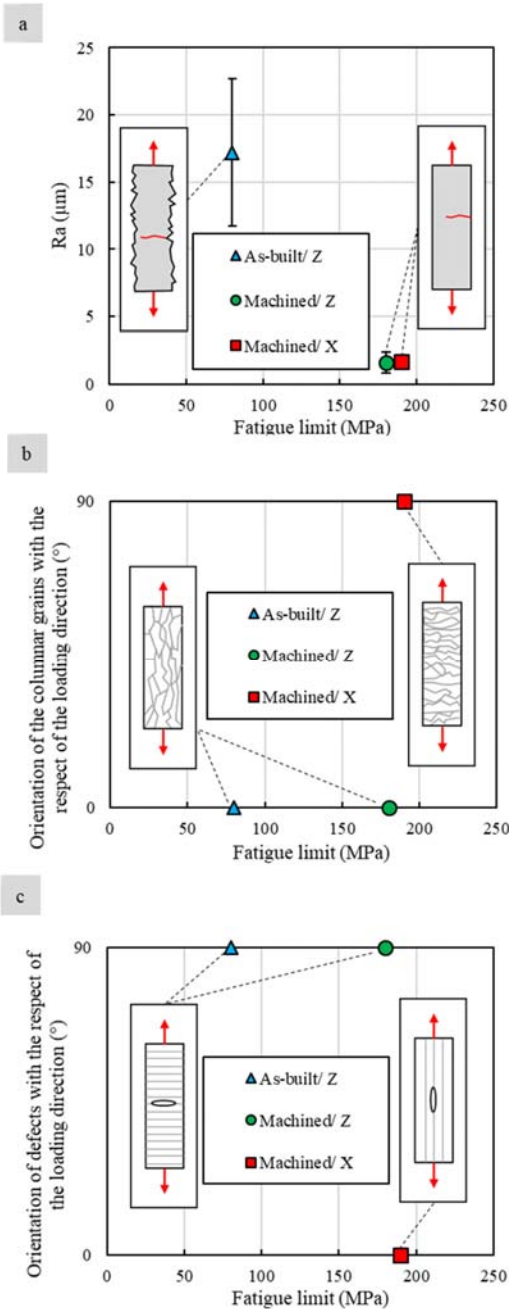 a
25
20
15
10
5
0
Ra (μm)
As-built/ Z
Machined/ Z
Machined/ X
0 50 100 150 200 250
Fatigue limit (MPa)
b
90
0
Orientation of the columnar grains with the
respect of the loading direction (°)
As-built/ Z
Machined/ Z
Machined/ X
0 50 100 150 200 250
Fatigue limit (MPa)
c
90
0
Orientation of defects with the respect of
the loading direction (°)
As-built/ Z
Machined/ Z
Machined/ X
0 50 100 150 200 250
Fatigue limit (MPa)